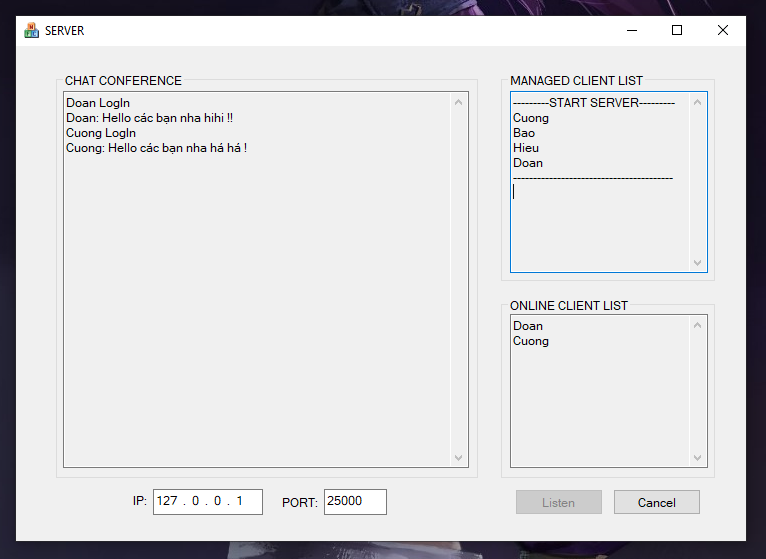 SERVER
CHAT CONFERENCE
Doan LogIn
Doan: Hello các bạn nha hihi !!
Cuong LogIn
Cuong: Hello các bạn nha há há !
MANAGED CLIENT LIST
---------START SERVER---------
Cuong
Bao
Hieu
Doan
----------------------------------------
ONLINE CLIENT LIST
Doan
Cuong
IP: 127 . 0 . 0 . 1 PORT: 25000 Listen Cancel